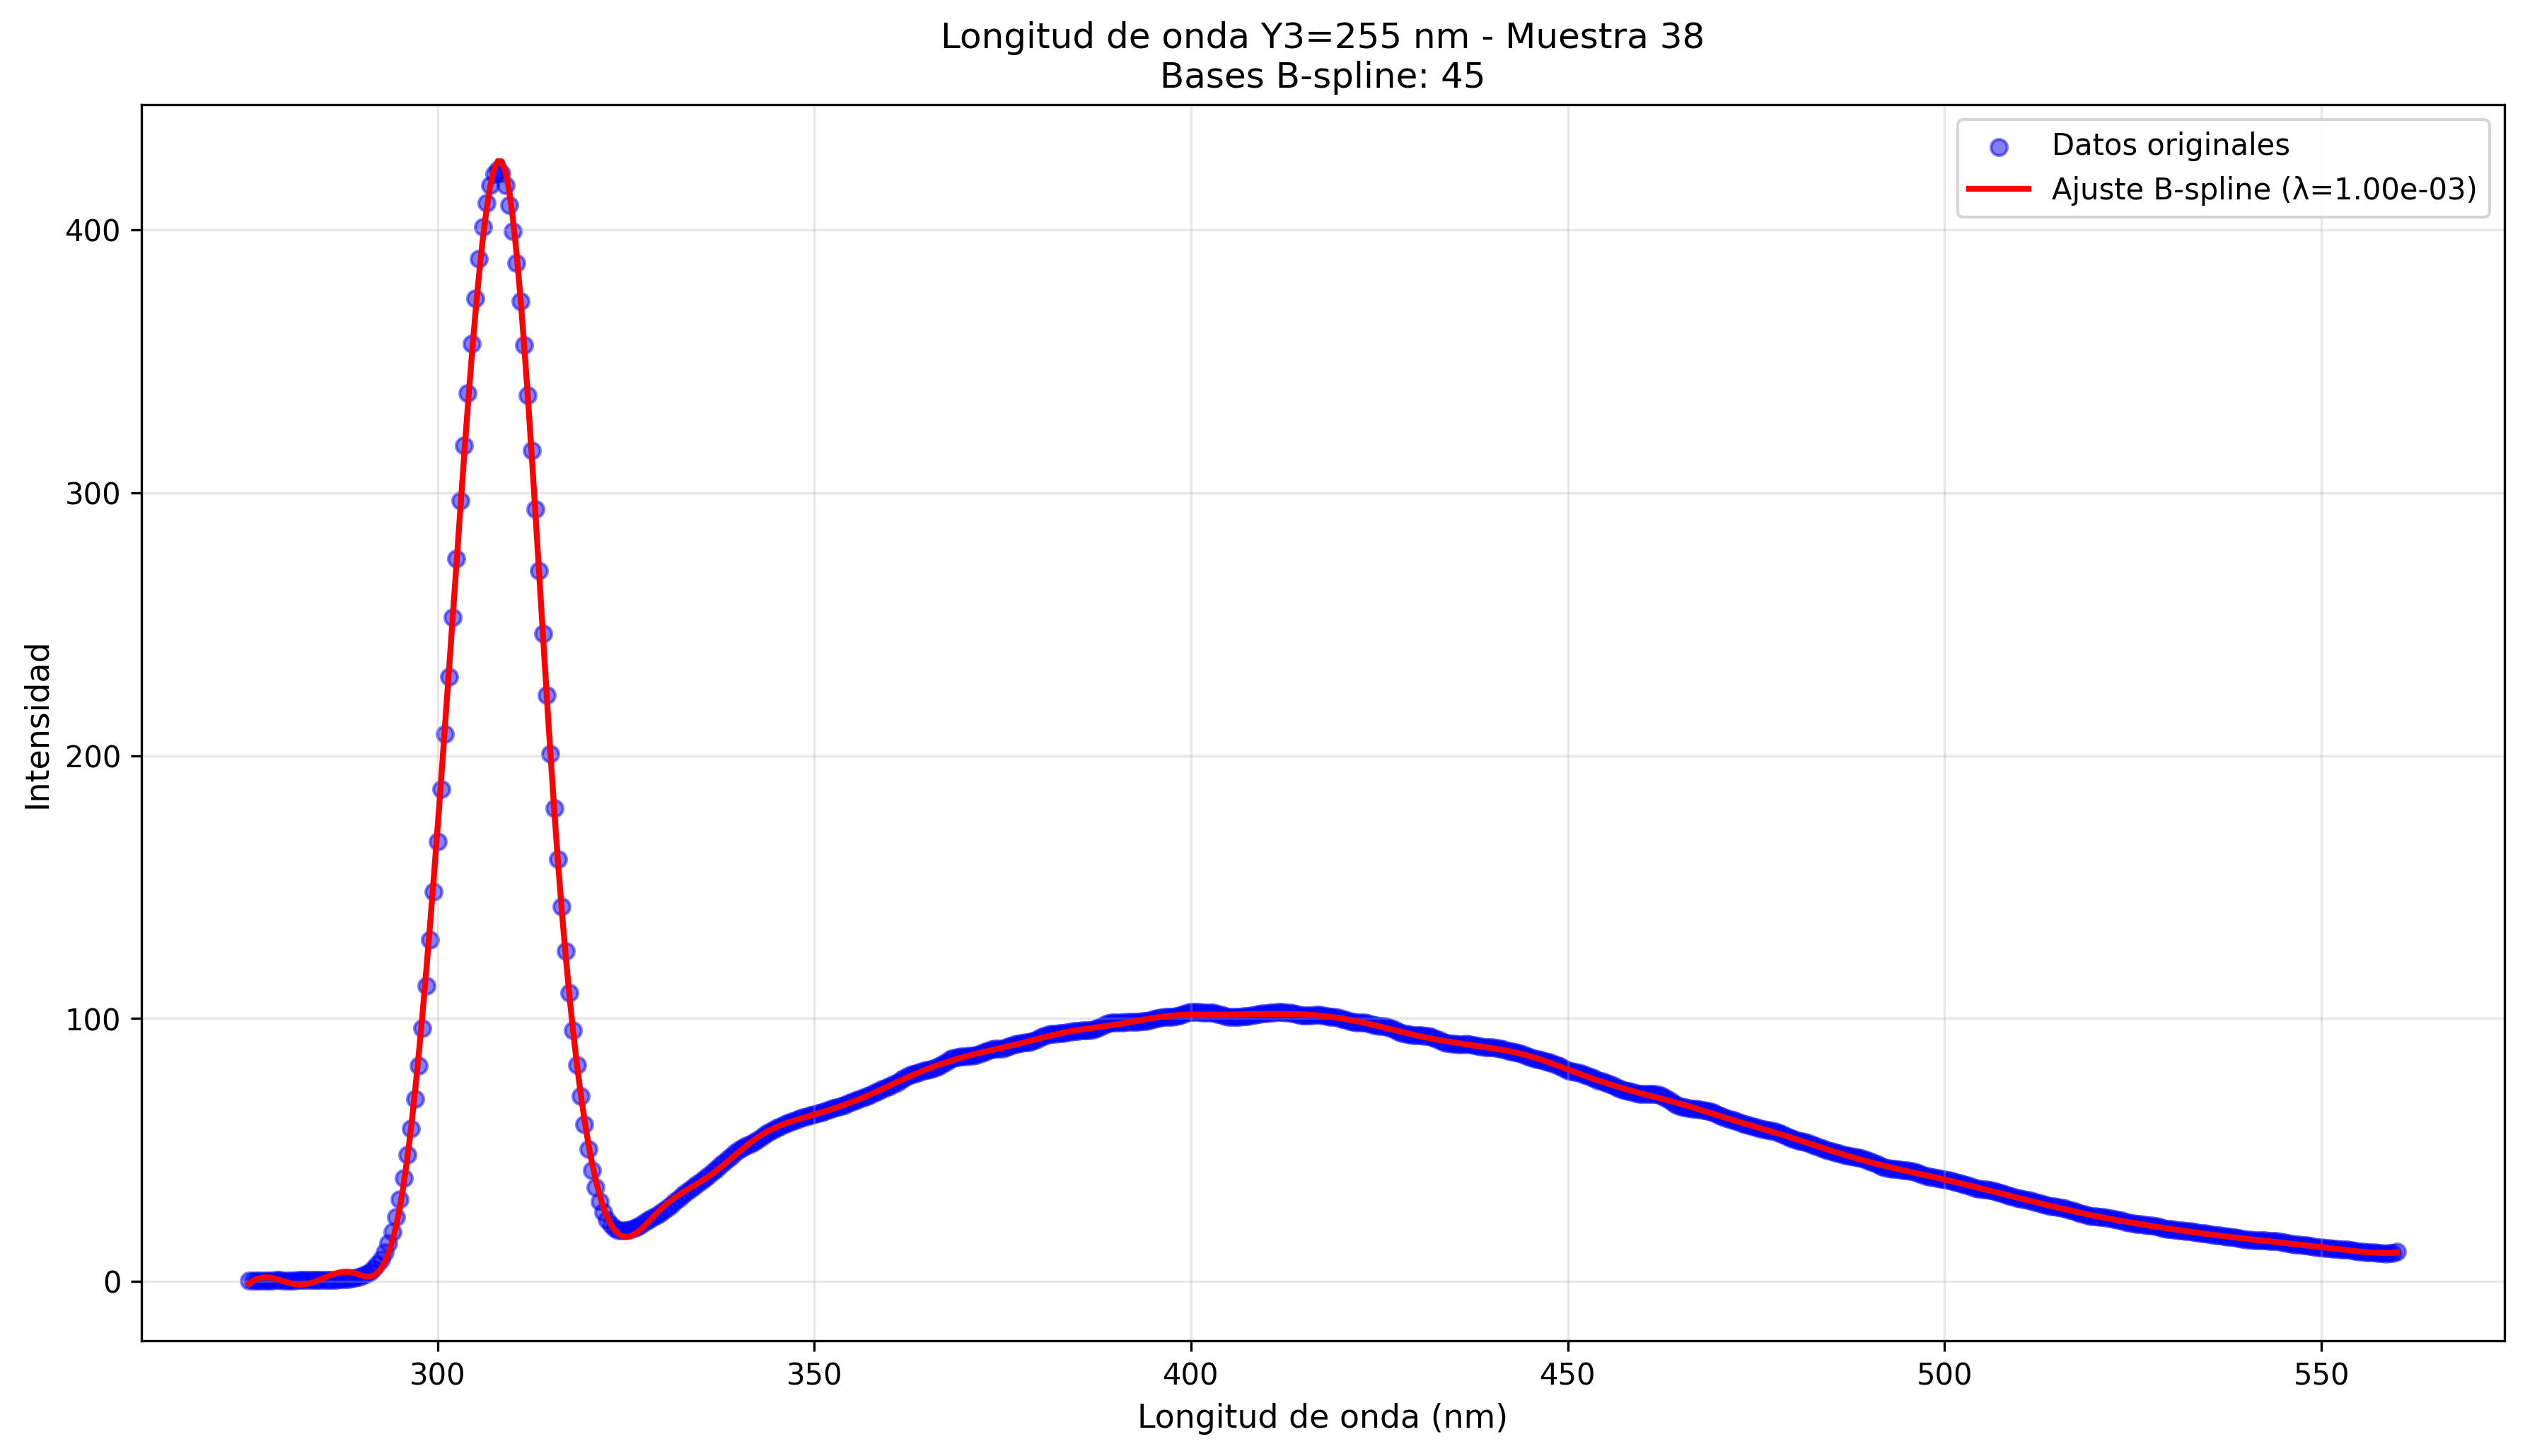 Longitud de onda Y3=255 nm - Muestra 38
Bases B-spline: 45
Datos originales
Ajuste B-spline (λ=1.00e-03)
Intensidad
400
300
200
100
0
300 350 400 450 500 550
Longitud de onda (nm)